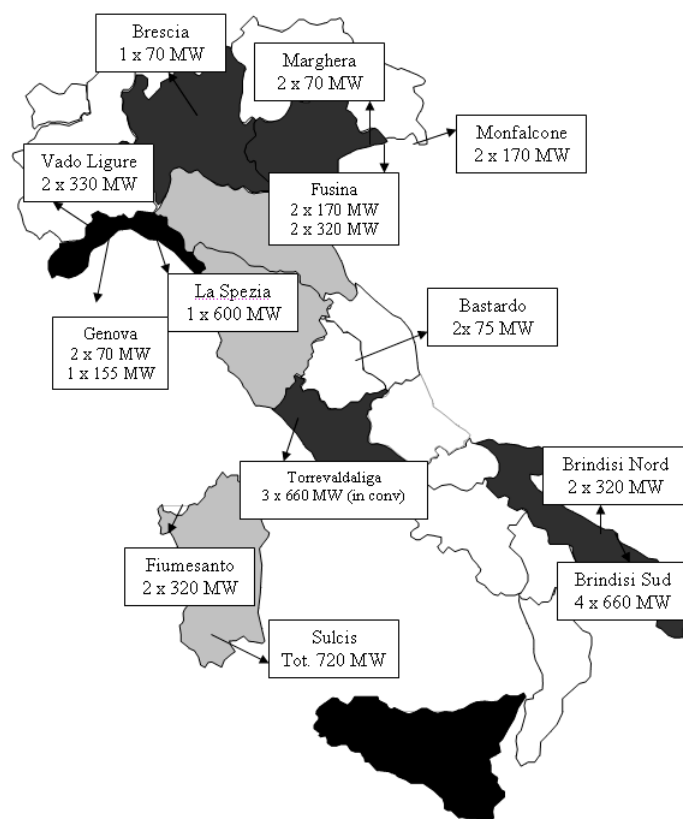 Brescia
1 x 70 MW
Marghera
2 x 70 MW
Monfalcone
2 x 170 MW
Vado Ligure
2 x 330 MW
Fusina
2 x 170 MW
2 x 320 MW
La Spezia
1 x 600 MW
Bastardo
2x 75 MW
Genova
2 x 70 MW
1 x 155 MW
Torrevaldaliga
3 x 660 MW (in conv)
Brindisi Nord
2 x 320 MW
Fiumesanto
2 x 320 MW
Brindisi Sud
4 x 660 MW
Sulcis
Tot. 720 MW